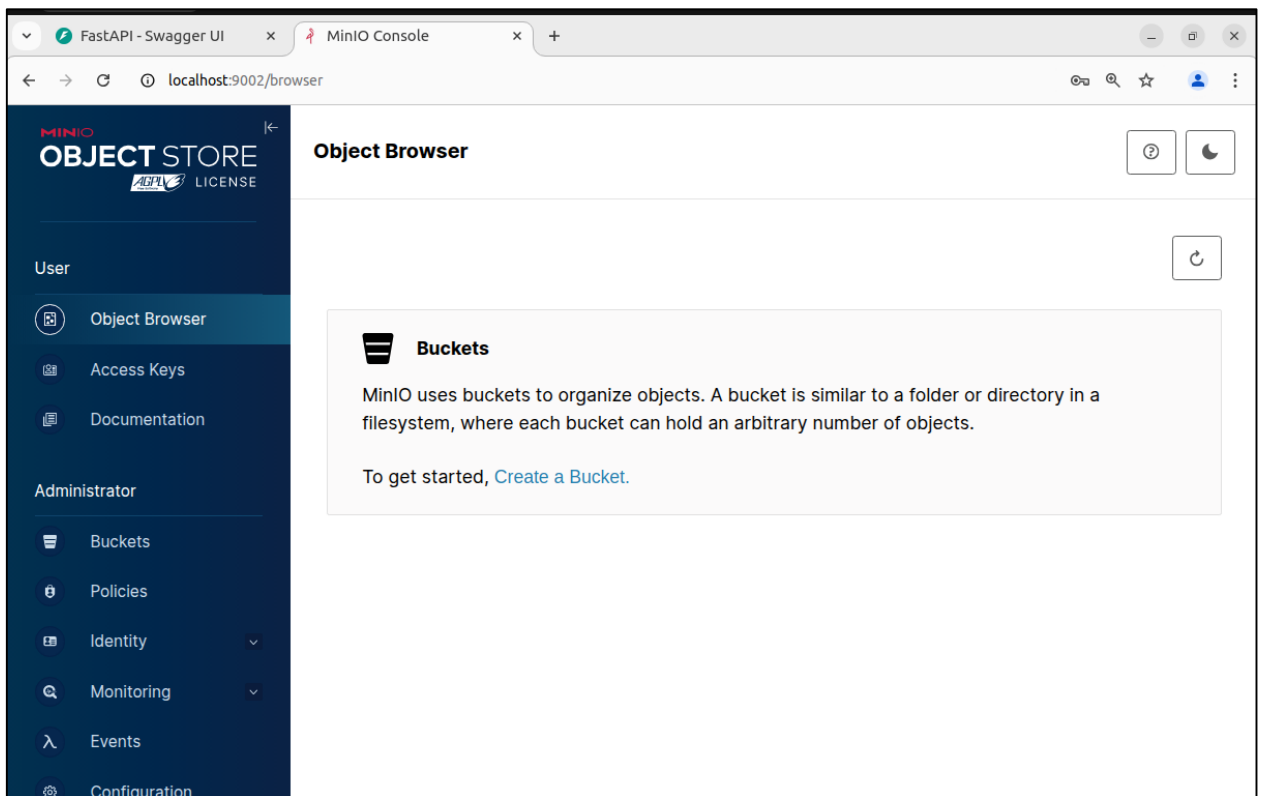 FastAPI - Swagger UI
MinIO Console
localhost:9002/browser
MINIO
OBJECT STORE
AGPLv3 LICENSE
Object Browser
User
Object Browser
Access Keys
Documentation
Buckets
MinIO uses buckets to organize objects. A bucket is similar to a folder or directory in a
filesystem, where each bucket can hold an arbitrary number of objects.
To get started, Create a Bucket.
Administrator
Buckets
Policies
Identity
Monitoring
λ Events
Configuration